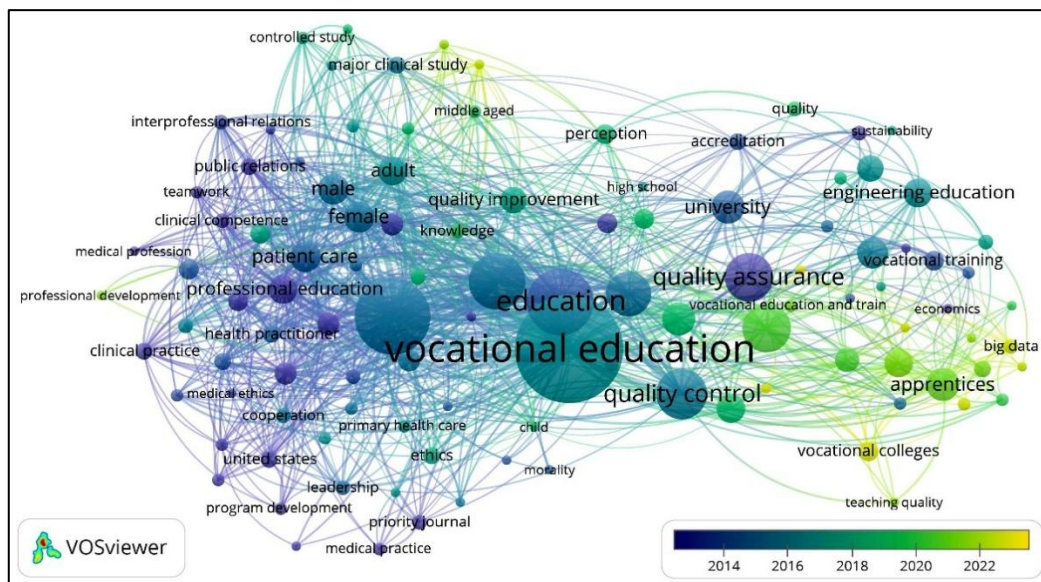 controlled study
major clinical study
middle aged
quality
interprofessional relations
perception
accreditation
sustainability
public relations
adult
high school
male
quality improvement
university
engineering education
teamwork
clinical competence
female
knowledge
medical profession
patient care
vocational training
professional development
professional education
quality assurance
education
vocational education and train
economics
health practitioner
clinical practice
vocational education
big data
medical ethics
quality control
apprentices
cooperation
primary health care
child
united states
ethics
vocational colleges
leadership
morality
program development
priority journal
teaching quality
medical practice
VOSviewer
2014 2016 2018 2020 2022